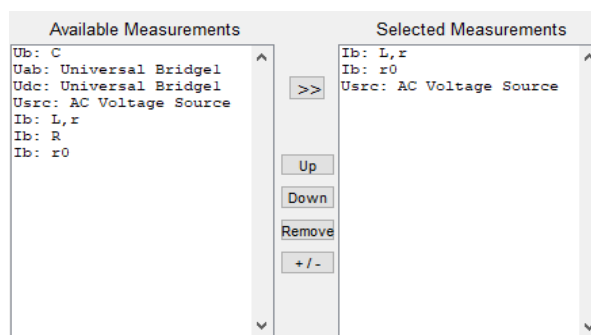 Available Measurements
Ub: C
Uab: Universal Bridge1
Udc: Universal Bridge1
Usrc: AC Voltage Source
Ib: L,r
Ib: R
Ib: r0
>>
Up
Down
Remove
+/-
Selected Measurements
Ib: L,r
Ib: r0
Usrc: AC Voltage Source